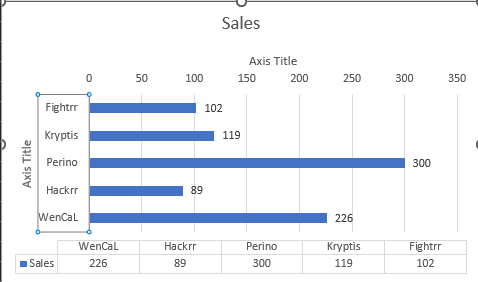 Sales
Axis Title
0 50 100 150 200 250 300 350
Axis Title
Fightrr 102
Kryptis 119
Perino 300
Hackrr 89
WenCaL 226
WenCaL Hackrr Perino Kryptis Fightrr
Sales 226 89 300 119 102